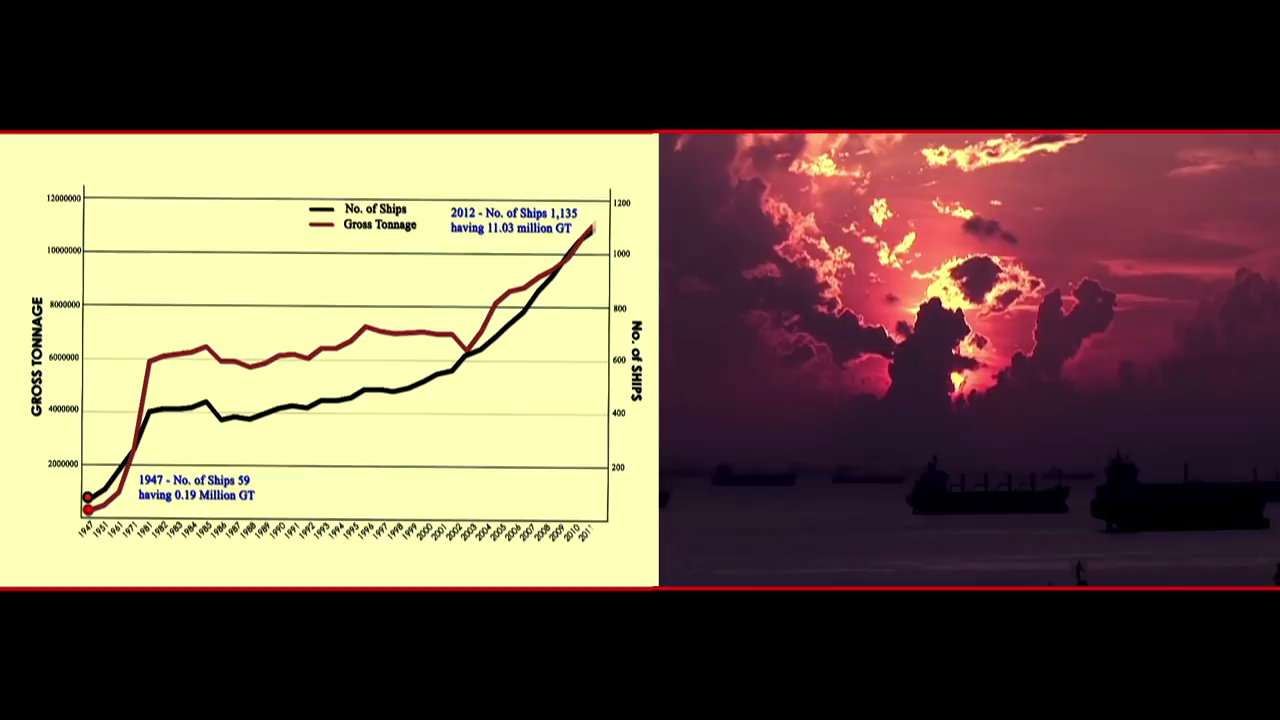 12000000
10000000
8000000
6000000
4000000
2000000
GROSS TONNAGE
No. of Ships
Gross Tonnage
2012 - No. of Ships 1,135
having 11.03 million GT
1947 - No. of Ships 59
having 0.19 Million GT
1200
1000
800
600
400
200
No. of SHIPS
1947 1951 1961 1971 1981 1982 1983 1984 1985 1986 1987 1988 1989 1990 1991 1992 1993 1994 1995 1996 1997 1998 1999 2000 2001 2002 2003 2004 2005 2006 2007 2008 2009 2010 2011